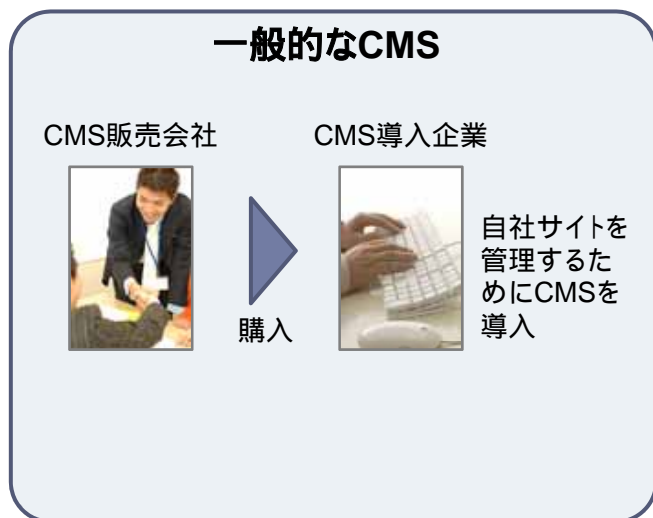 一般的なCMS
CMS販売会社
CMS導入企業
購入
自社サイトを
管理するた
めにCMSを
導入